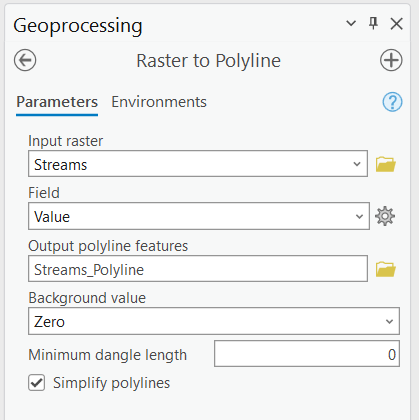 Geoprocessing
Raster to Polyline
Parameters Environments
Input raster
Streams
Field
Value
Output polyline features
Streams_Polyline
Background value
Zero
Minimum dangle length 0
Simplify polylines